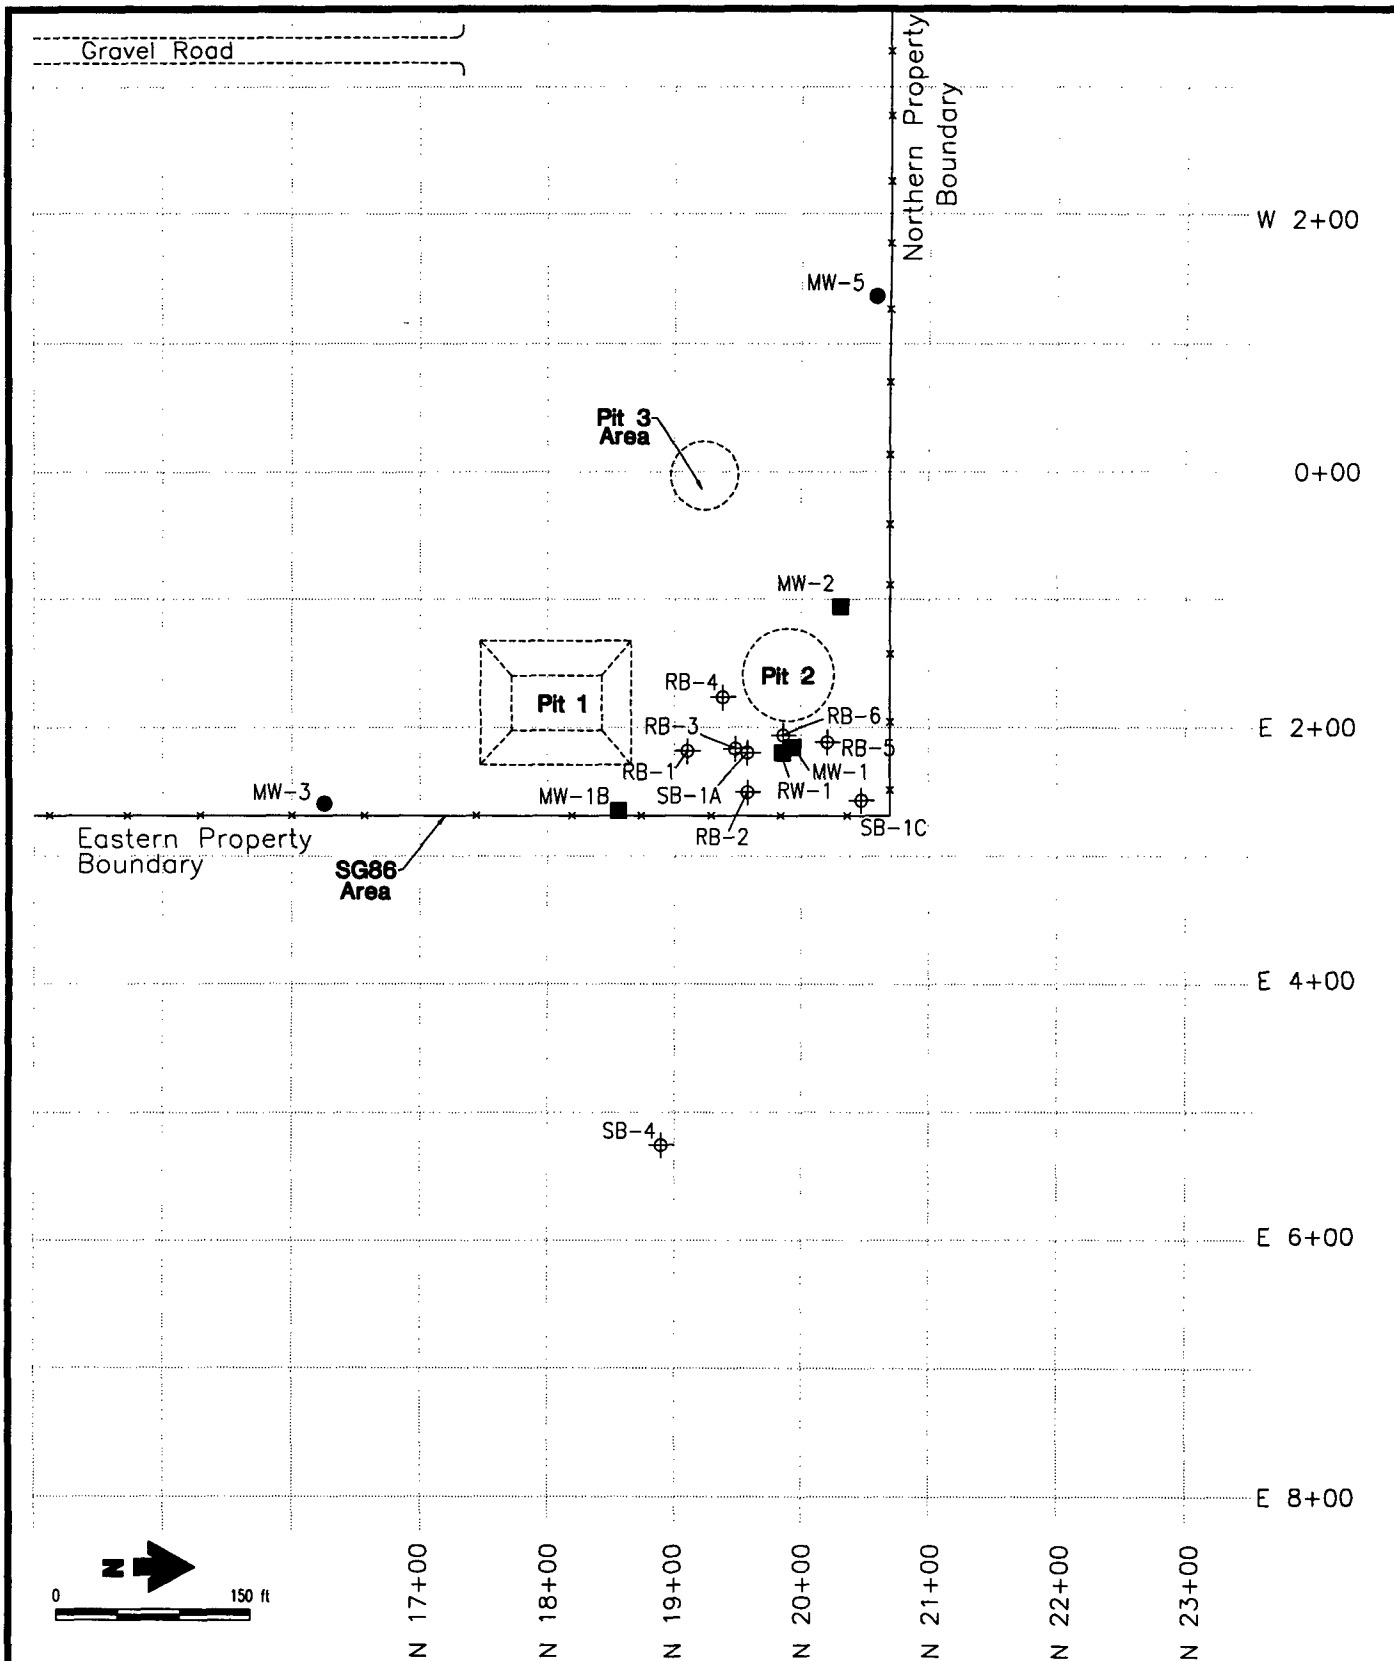 Gravel Road
Northern Property
Boundary
W 2+00
MW-5
Pit 3
Area
0+00
MW-2
Pit 2
RB-4
Pit 1
RB-3
RB-6
E 2+00
RB-5
RB-1
MW-1
SB-1A
RW-1
MW-3
MW-1B
SB-1C
RB-2
Eastern Property
Boundary
SG86
Area
E 4+00
SB-4
E 6+00
E 8+00
N
0 150 ft
N 17+00
N 18+00
N 19+00
N 20+00
N 21+00
N 22+00
N 23+00